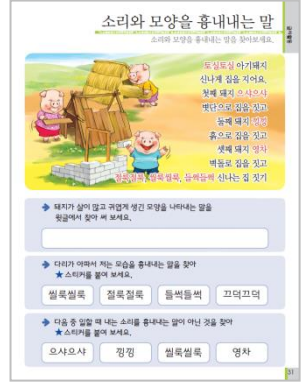 소리와 모양을 흉내내는 말
소리와 모양을 흉내내는 말을 찾아보세요.
토실토실 아기돼지
신나게 집을 지어요.
첫째 돼지 으샤으샤
볏단으로 집을 짓고
둘째 돼지 낑낑
흙으로 집을 짓고
셋째 돼지 영차
벽돌로 집을 짓고
절룩절룩, 씰룩씰룩, 들썩들썩 신나는 집 짓기
돼지가 살이 많고 귀엽게 생긴 모양을 나타내는 말을
윗글에서 찾아 써 보세요.
다리가 아파서 저는 모습을 흉내내는 말을 찾아
★스티커를 붙여 보세요.
씰룩씰룩 절룩절룩 들썩들썩 끄덕끄덕
다음 중 일할 때 내는 소리를 흉내내는 말이 아닌 것을 찾아
★스티커를 붙여 보세요.
으샤으샤 낑낑 씰룩씰룩 영차
31